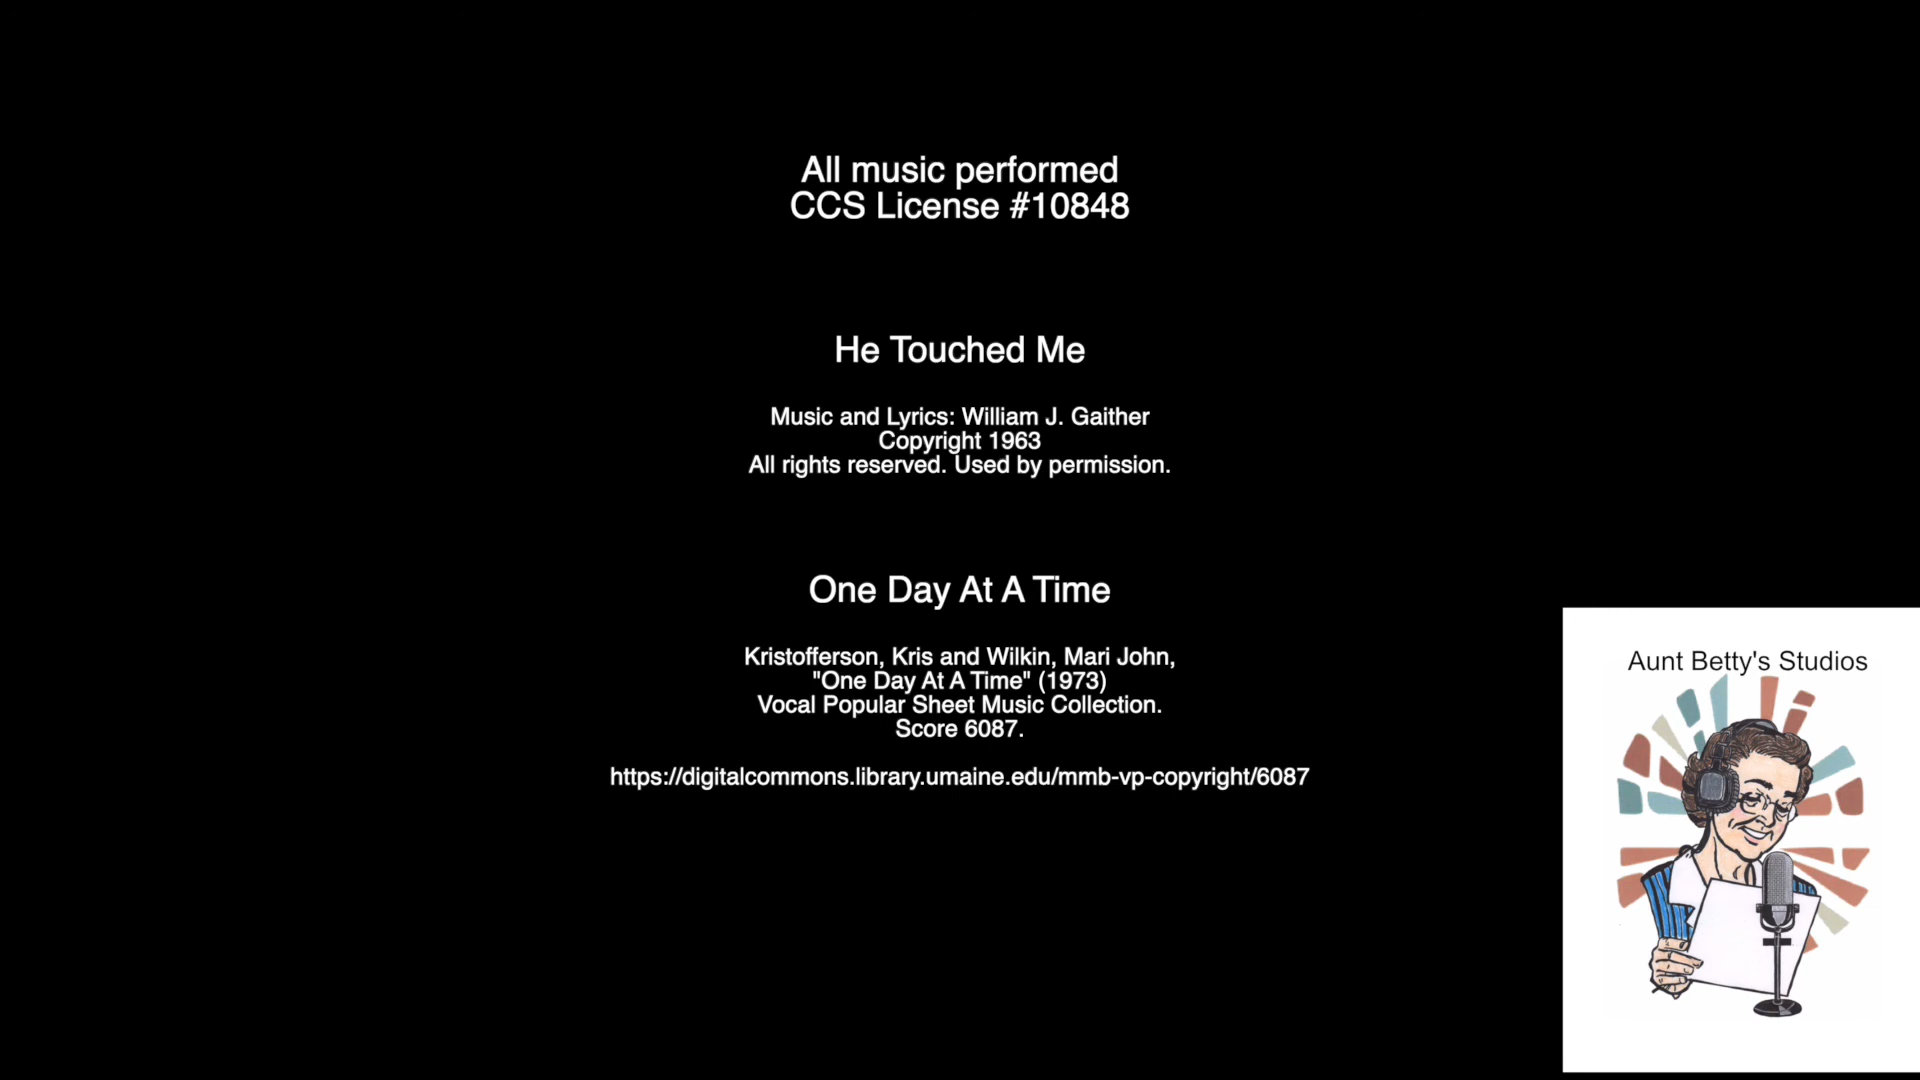 All music performed
CCS License #10848
He Touched Me
Music and Lyrics: William J. Gaither
Copyright 1963
All rights reserved. Used by permission.
One Day At A Time
Kristofferson, Kris and Wilkin, Mari John,
"One Day At A Time" (1973)
Vocal Popular Sheet Music Collection.
Score 6087.
https://digitalcommons.library.umaine.edu/mmb-vp-copyright/6087
Aunt Betty's Studios